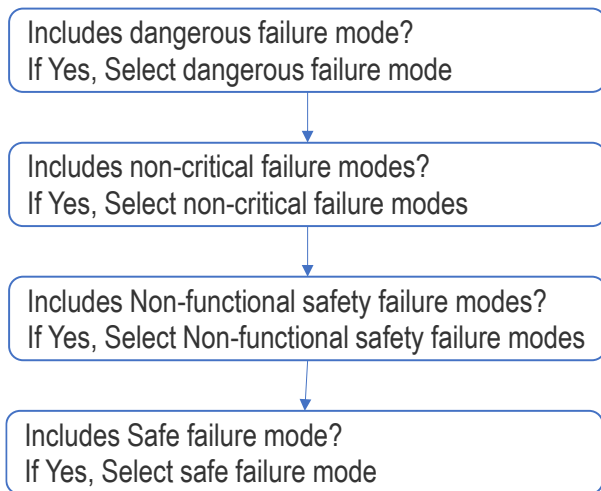 Includes dangerous failure mode?
If Yes, Select dangerous failure mode
Includes non-critical failure modes?
If Yes, Select non-critical failure modes
Includes Non-functional safety failure modes?
If Yes, Select Non-functional safety failure modes
Includes Safe failure mode?
If Yes, Select safe failure mode